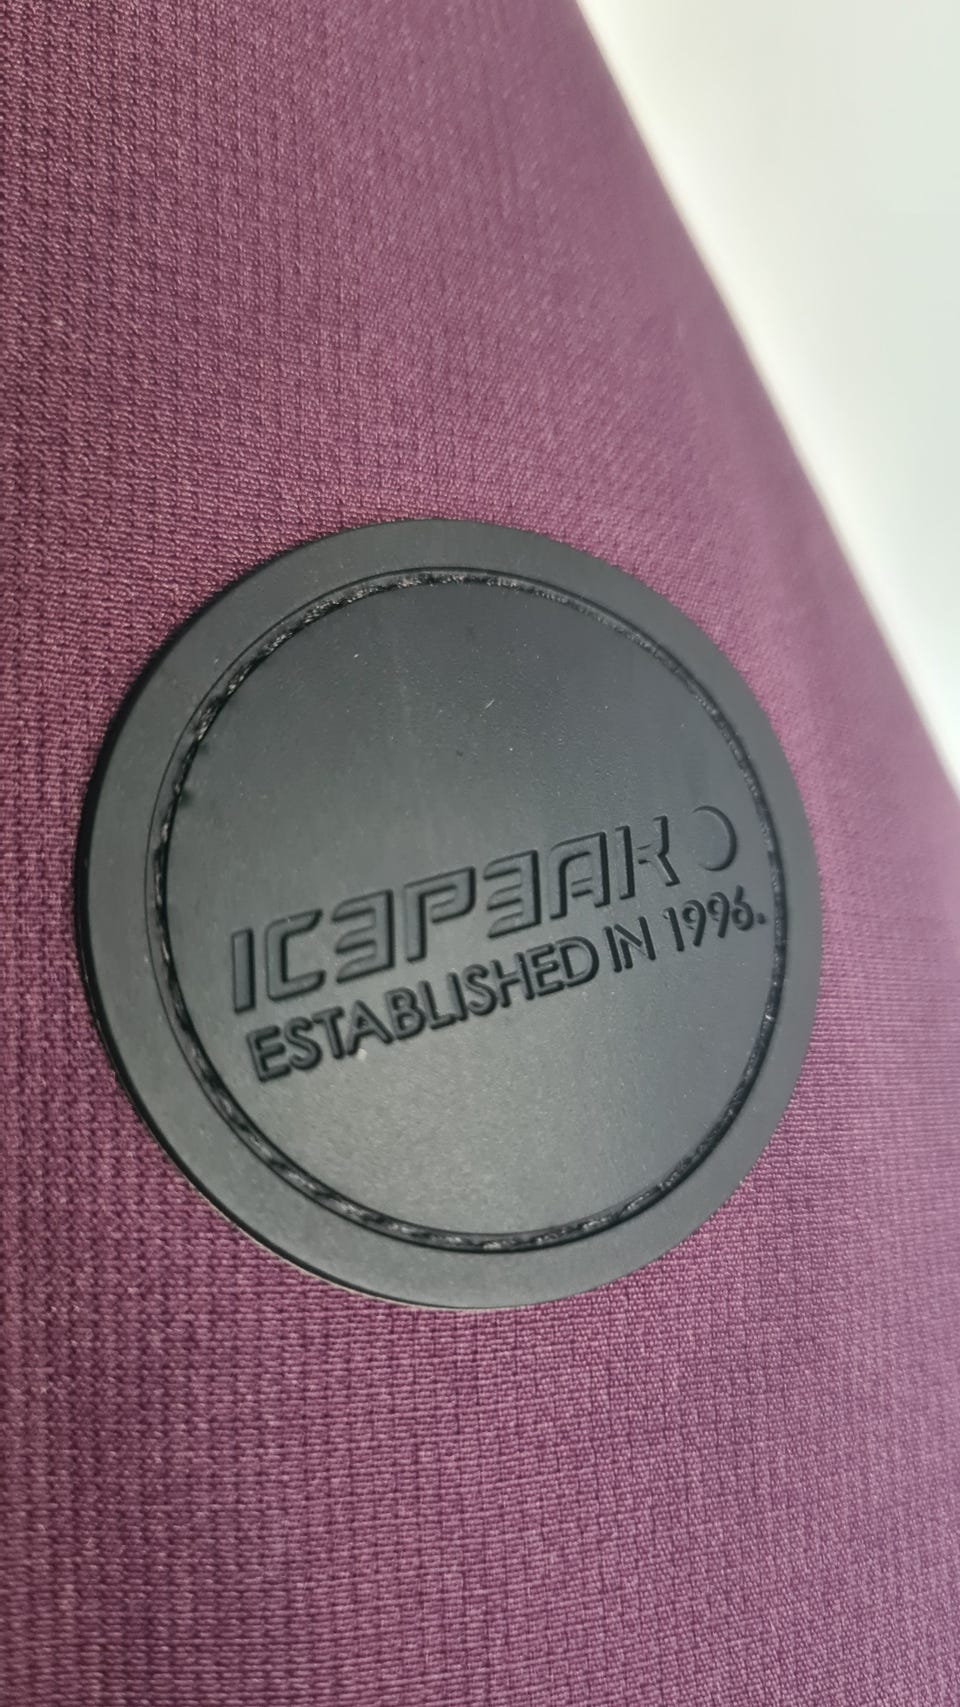 ICEPEAK
ESTABLISHED IN 1996.